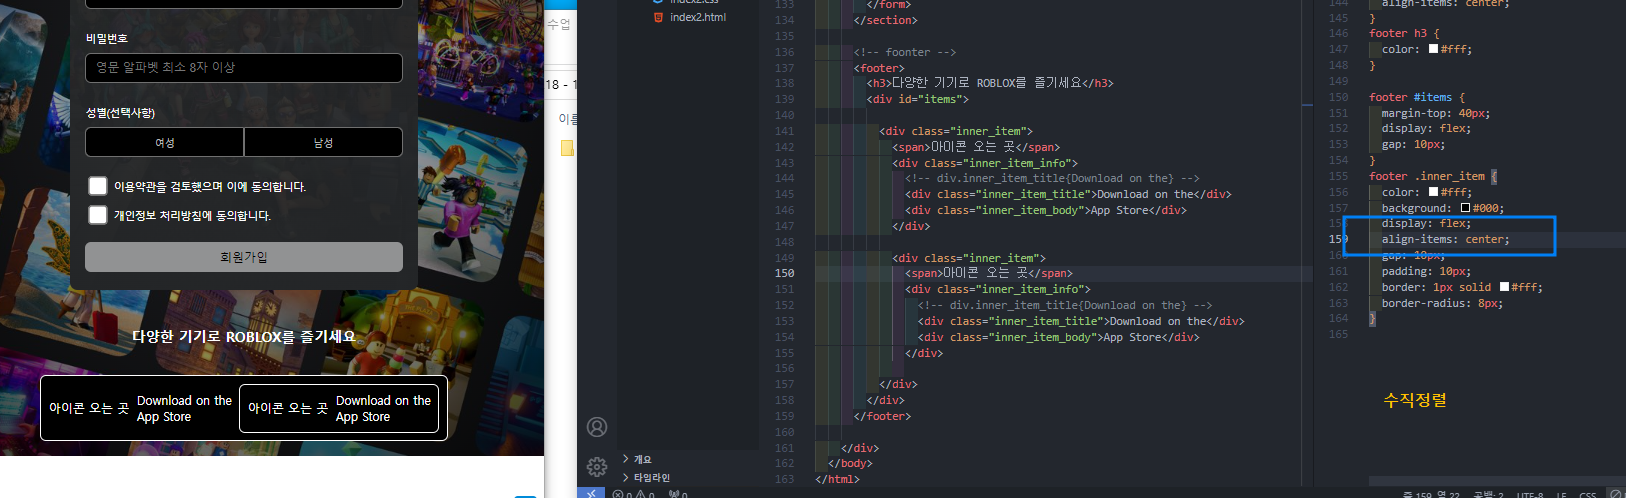 비밀번호
영문 알파벳 최소 8자 이상
성별(선택사항)
여성
남성
이용약관을 검토했으며 이에 동의합니다.
개인정보 처리방침에 동의합니다.
회원가입
다양한 기기로 ROBLOX를 즐기세요
아이콘 오는 곳
Download on the
App Store
아이콘 오는 곳
Download on the
App Store
수업
18 - 1
index2.html
개요
타임라인
133 </form>
134 </section>
135
136 <!-- foonter -->
137 <footer>
138 <h3>다양한 기기로 ROBLOX를 즐기세요</h3>
139 <div id="items">
140
141 <div class="inner_item">
142 <span>아이콘 오는 곳</span>
143 <div class="inner_item_info">
144 <!-- div.inner_item_title{Download on the} -->
145 <div class="inner_item_title">Download on the</div>
146 <div class="inner_item_body">App Store</div>
147 </div>
148
149 <div class="inner_item">
150 <span>아이콘 오는 곳</span>
151 <div class="inner_item_info">
152 <!-- div.inner_item_title{Download on the} -->
153 <div class="inner_item_title">Download on the</div>
154 <div class="inner_item_body">App Store</div>
155 </div>
156
157 </div>
158 </div>
159 </footer>
160
161 </div>
162 </body>
163 </html>
144 align-items: center;
145 }
146 footer h3 {
147 color: #fff;
148 }
149
150 footer #items {
151 margin-top: 40px;
152 display: flex;
153 gap: 10px;
154 }
155 footer .inner_item {
156 color: #fff;
157 background: #000;
158 display: flex;
159 align-items: center;
160 gap: 10px;
161 padding: 10px;
162 border: 1px solid #fff;
163 border-radius: 8px;
164 }
165
수직정렬
줄 159, 열 22 공백: 2 UTF-8 LF CSS